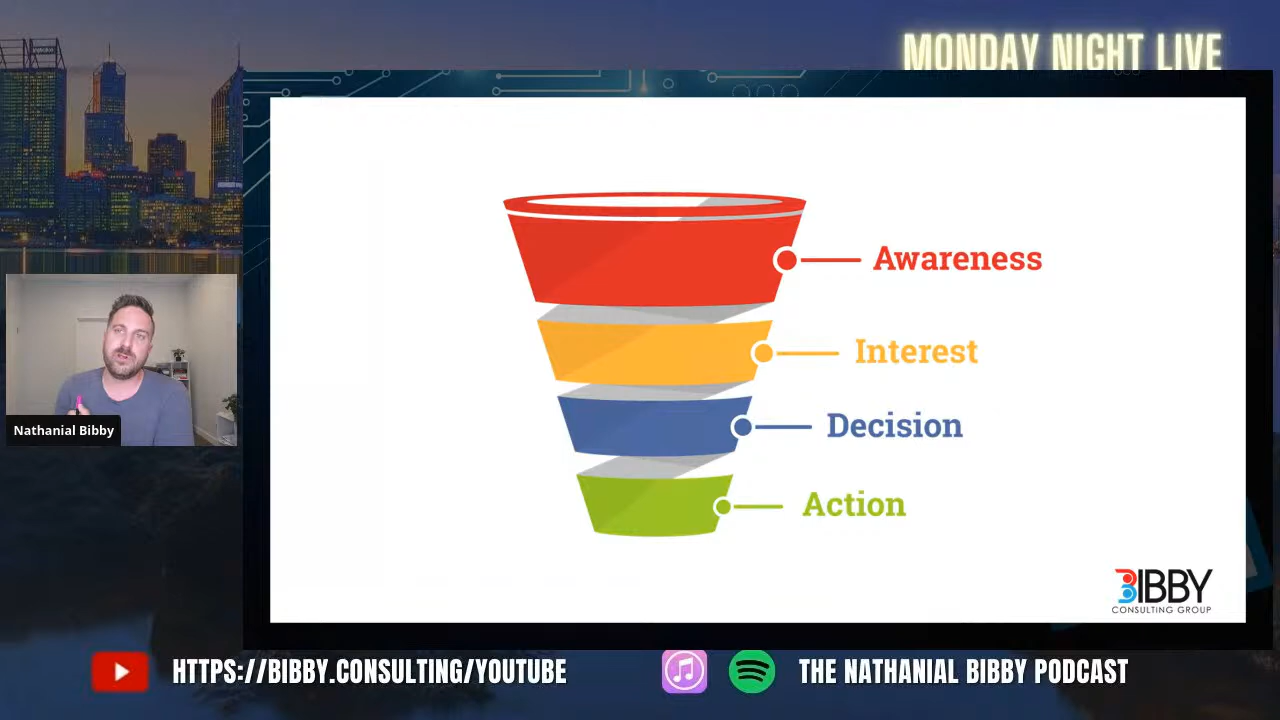 MONDAY NIGHT LIVE
Awareness
Interest
Decision
Action
Nathanial Bibby
BIBBY
CONSULTING GROUP
HTTPS://BIBBY.CONSULTING/YOUTUBE
THE NATHANIAL BIBBY PODCAST